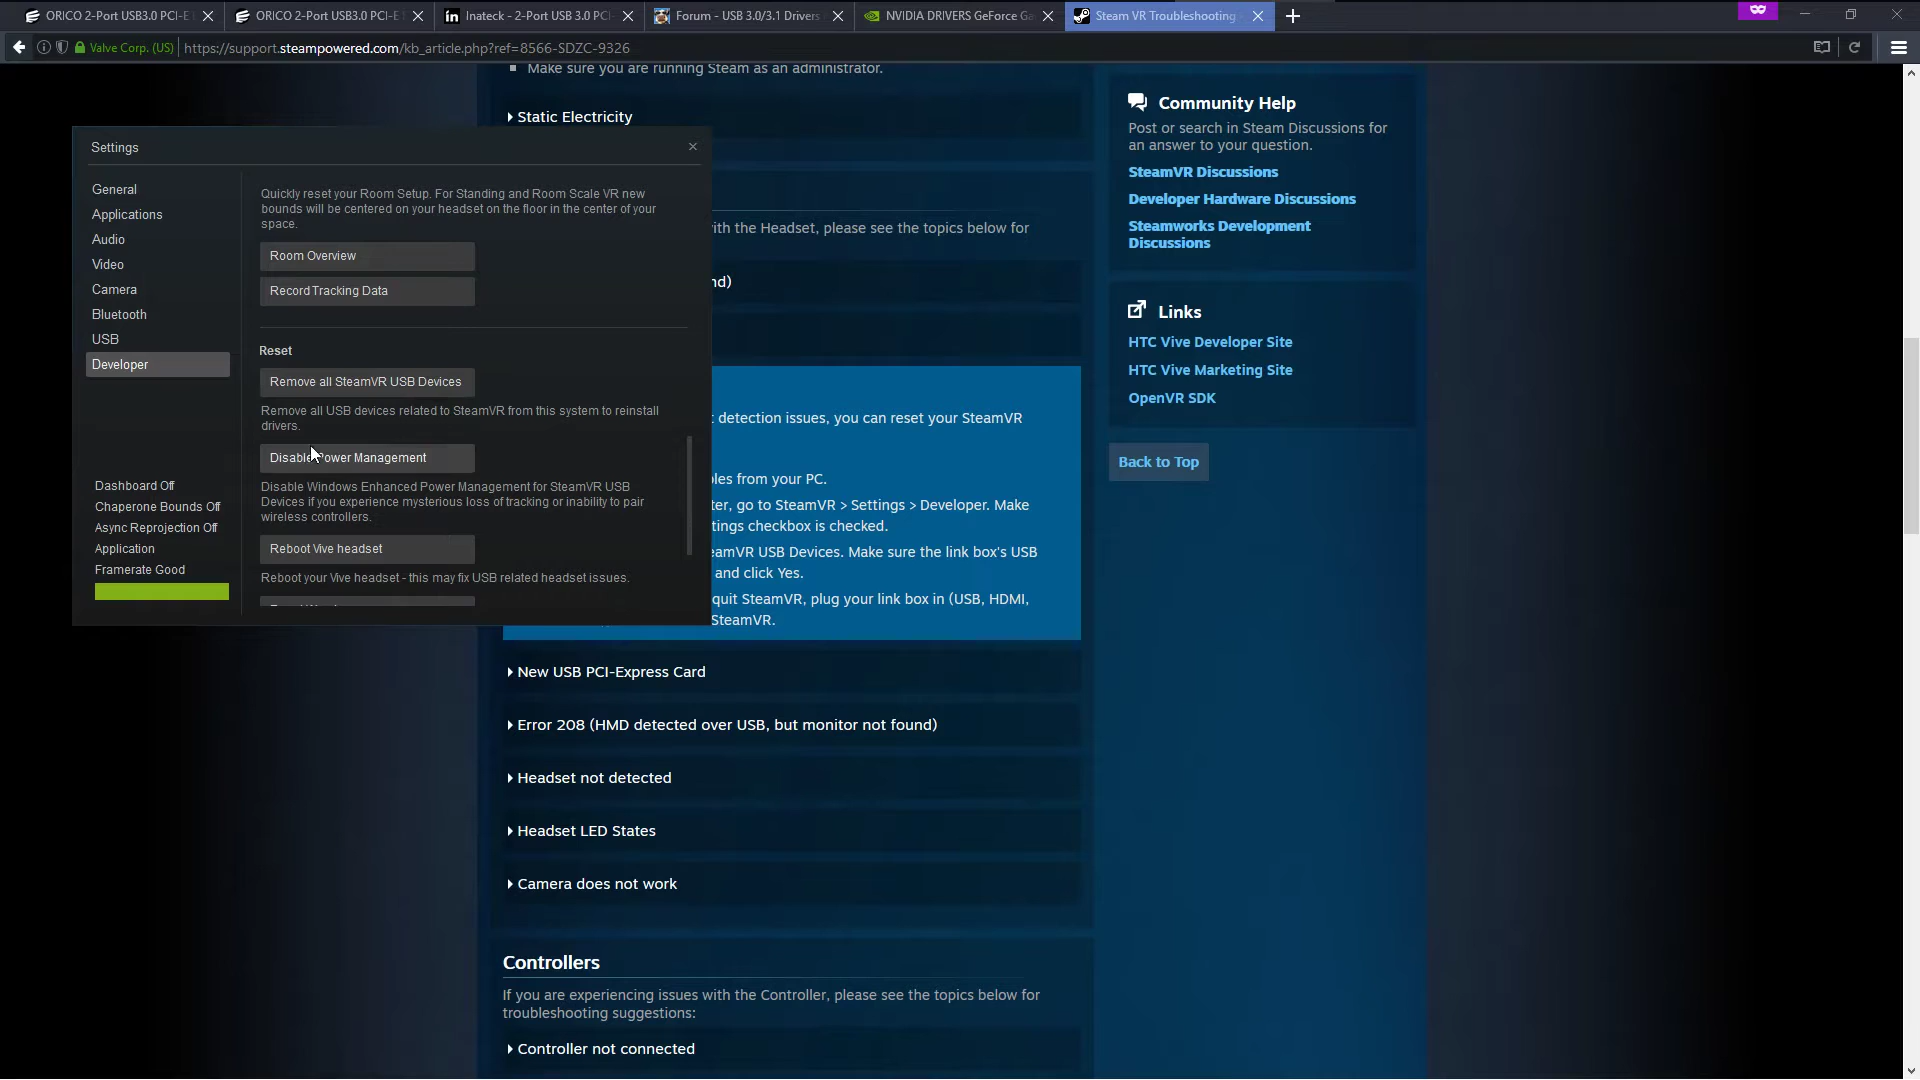 ORICO 2-Port USB3.0 PCI-E
ORICO 2-Port USB3.0 PCI-E
Inateck - 2-Port USB 3.0 PCI-
Forum - USB 3.0/3.1 Drivers
NVIDIA DRIVERS GeForce Ga
Steam VR Troubleshooting
Valve Corp. (US)
https://support.steampowered.com/kb_article.php?ref=8566-SDZC-9326
Make sure you are running Steam as an administrator.
Static Electricity
Settings
General
Applications
Audio
Video
Camera
Bluetooth
USB
Developer
Dashboard Off
Chaperone Bounds Off
Async Reprojection Off
Application
Framerate Good
Quickly reset your Room Setup. For Standing and Room Scale VR new
bounds will be centered on your headset on the floor in the center of your
space.
Room Overview
Record Tracking Data
Reset
Remove all SteamVR USB Devices
Remove all USB devices related to SteamVR from this system to reinstall
drivers.
Disable Power Management
Disable Windows Enhanced Power Management for SteamVR USB
Devices if you experience mysterious loss of tracking or inability to pair
wireless controllers.
Reboot Vive headset
Reboot your Vive headset - this may fix USB related headset issues.
ith the Headset, please see the topics below for
nd)
t detection issues, you can reset your SteamVR
les from your PC.
ter, go to SteamVR > Settings > Developer. Make
tings checkbox is checked.
eamVR USB Devices. Make sure the link box's USB
and click Yes.
quit SteamVR, plug your link box in (USB, HDMI,
SteamVR.
New USB PCI-Express Card
Error 208 (HMD detected over USB, but monitor not found)
Headset not detected
Headset LED States
Camera does not work
Controllers
If you are experiencing issues with the Controller, please see the topics below for
troubleshooting suggestions:
Controller not connected
Community Help
Post or search in Steam Discussions for
an answer to your question.
SteamVR Discussions
Developer Hardware Discussions
Steamworks Development
Discussions
Links
HTC Vive Developer Site
HTC Vive Marketing Site
OpenVR SDK
Back to Top